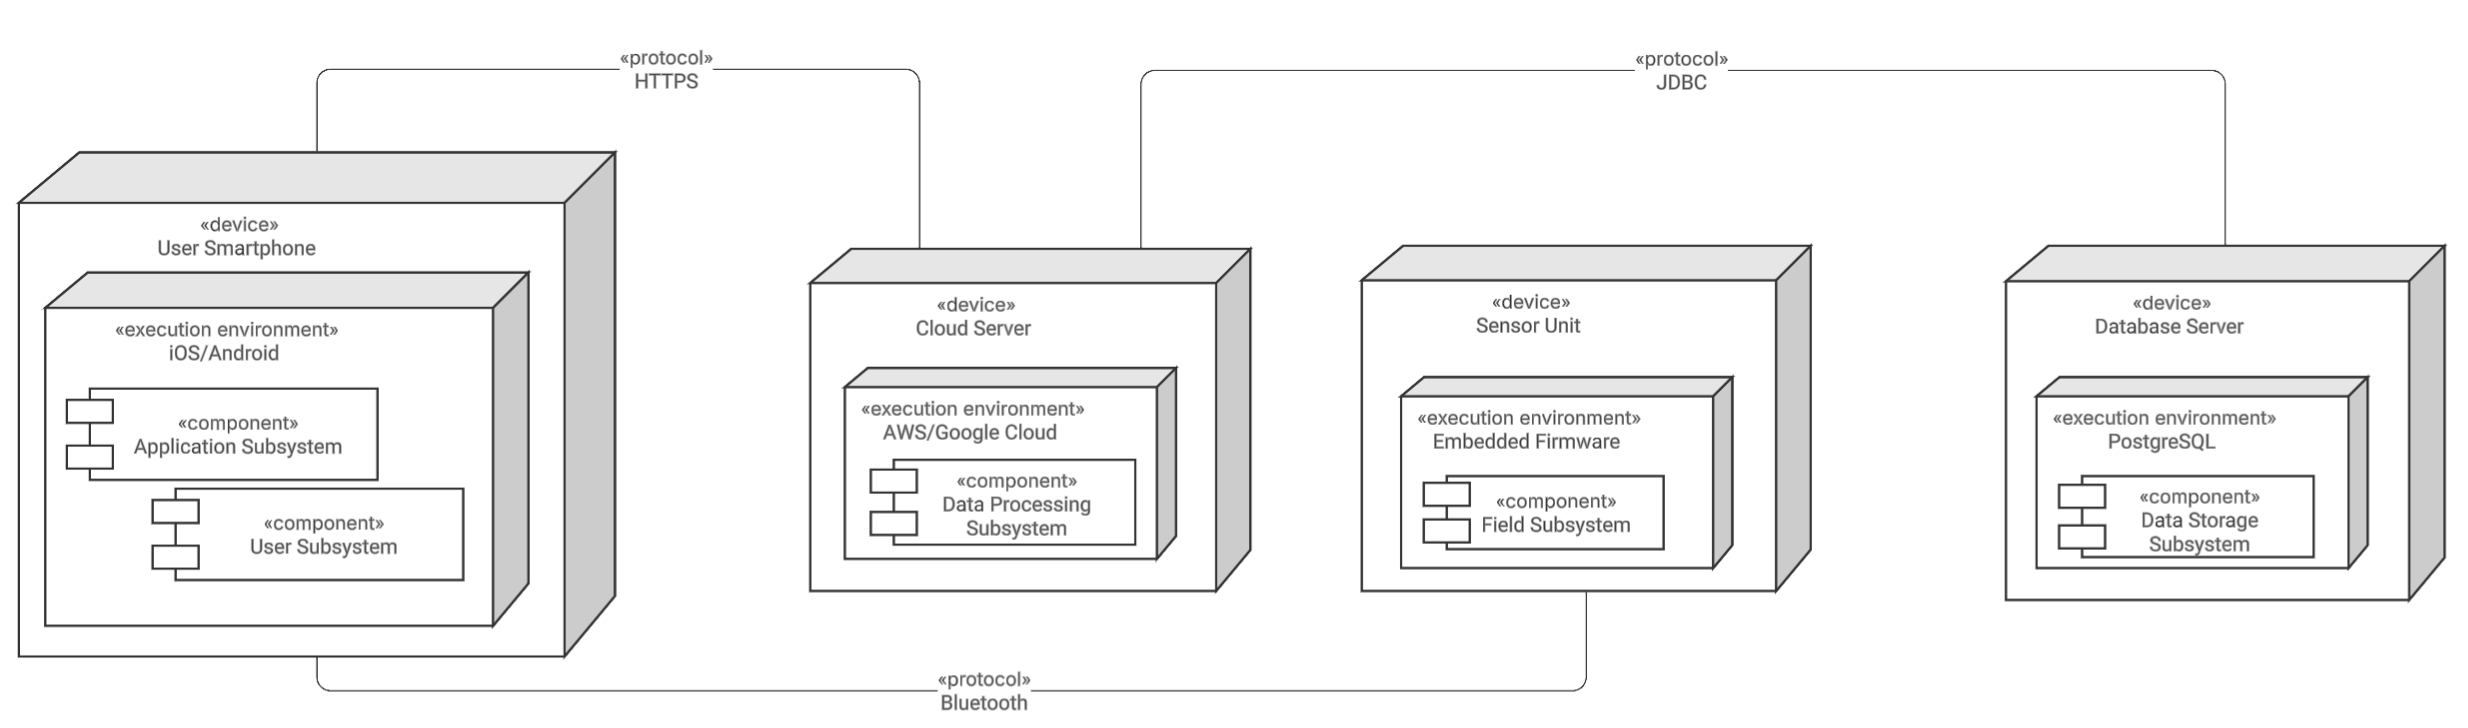 «protocol»
HTTPS
«protocol»
JDBC
«device»
User Smartphone
«execution environment»
iOS/Android
«component»
Application Subsystem
«component»
User Subsystem
«device»
Cloud Server
«execution environment»
AWS/Google Cloud
«component»
Data Processing
Subsystem
«device»
Sensor Unit
«execution environment»
Embedded Firmware
«component»
Field Subsystem
«device»
Database Server
«execution environment»
PostgreSQL
«component»
Data Storage
Subsystem
«protocol»
Bluetooth